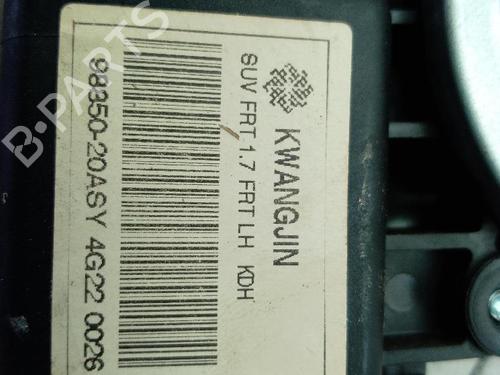 KWANGJIN
SUV FRT 1.7 FRT LH KDH
98850-20ASY 4G22 0026
B-PARTS